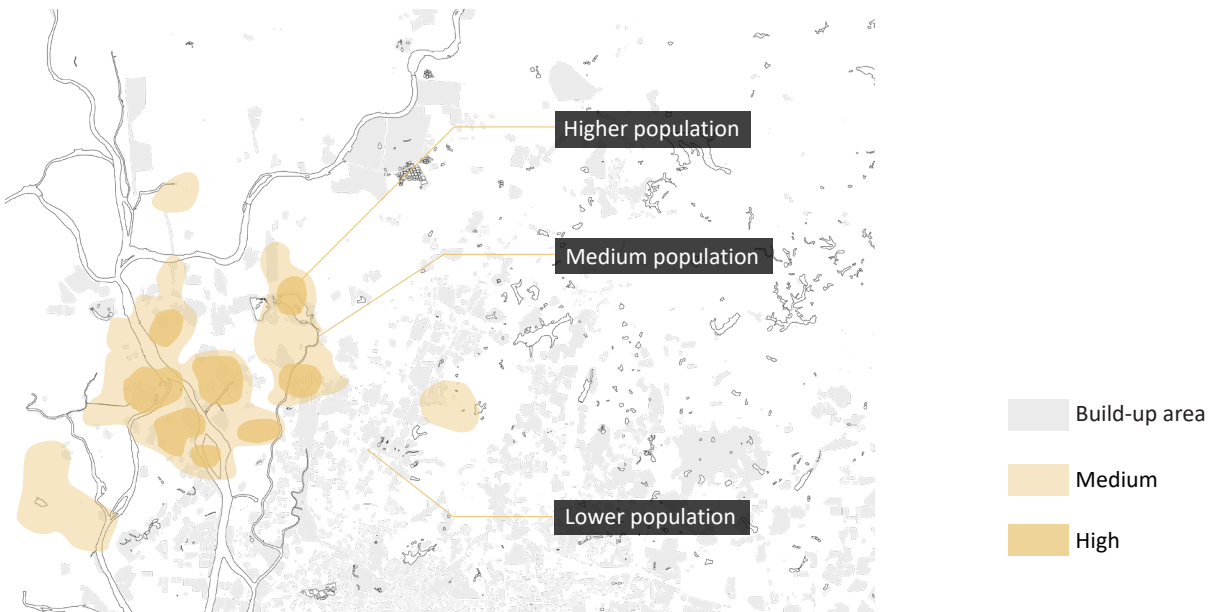 Higher population
Medium population
Lower population
Build-up area
Medium
High